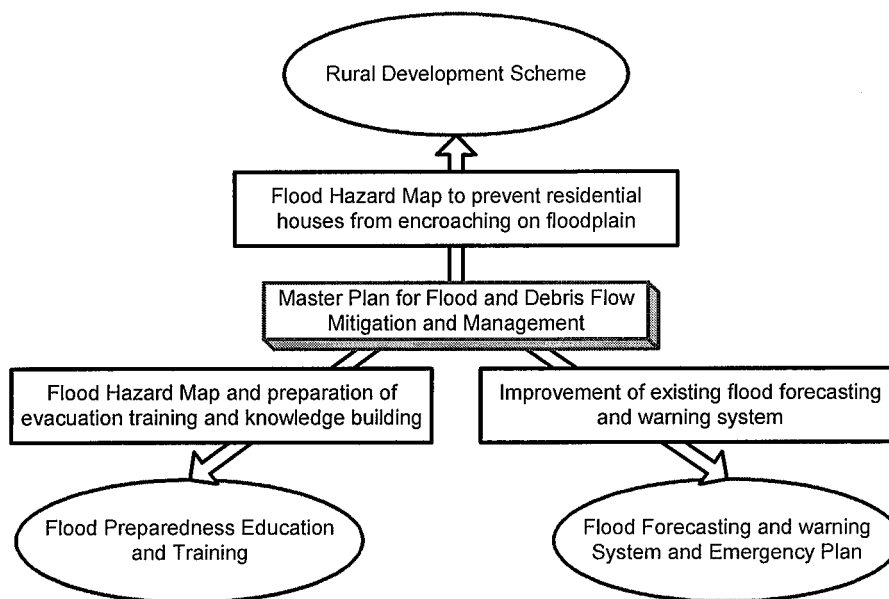 Rural Development Scheme
Flood Hazard Map to prevent residential
houses from encroaching on floodplain
Master Plan for Flood and Debris Flow
Mitigation and Management
Flood Hazard Map and preparation of
evacuation training and knowledge building
Improvement of existing flood forecasting
and warning system
Flood Preparedness Education
and Training
Flood Forecasting and warning
System and Emergency Plan